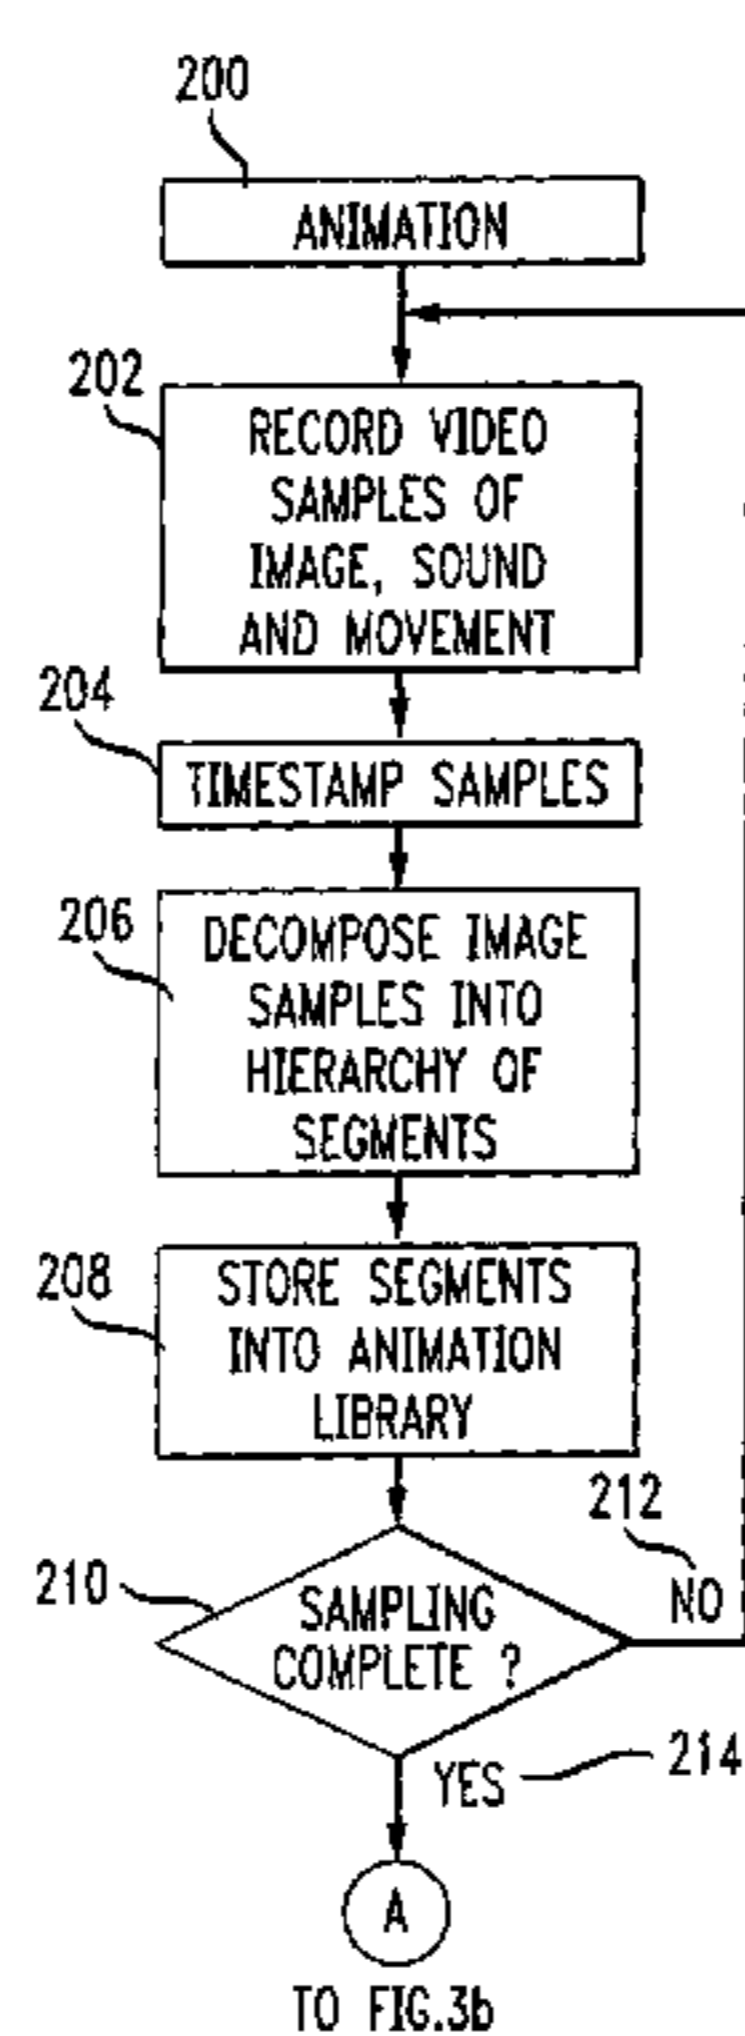 200
ANIMATION
202
RECORD VIDEO
SAMPLES OF
IMAGE, SOUND
AND MOVEMENT
204
TIMESTAMP SAMPLES
206
DECOMPOSE IMAGE
SAMPLES INTO
HIERARCHY OF
SEGMENTS
208
STORE SEGMENTS
INTO ANIMATION
LIBRARY
212
210
SAMPLING
COMPLETE ?
NO
214
YES
A
TO FIG.3b